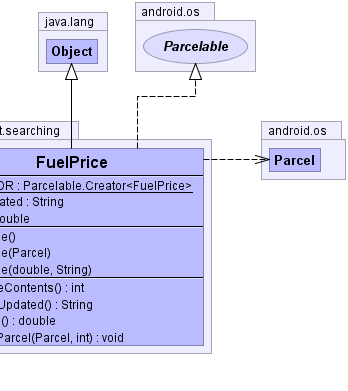 java.lang
android.os
Object
Parcelable
t.searching
android.os
FuelPrice
Parcel
OR : Parcelable.Creator<FuelPrice>
ated : String
ouble
e()
e(Parcel)
e(double, String)
eContents() : int
Updated() : String
() : double
Parcel(Parcel, int) : void